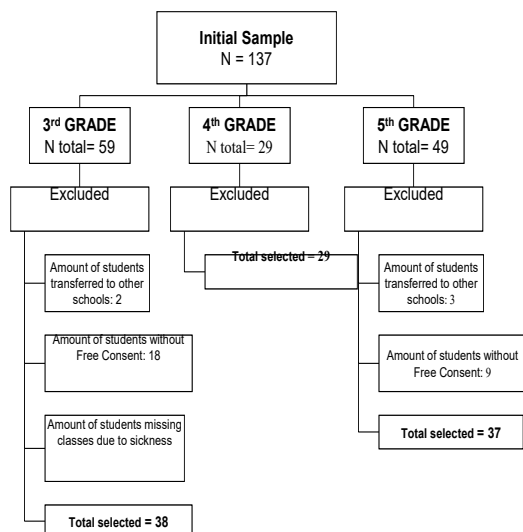 Initial Sample
N = 137
3rd GRADE
N total= 59
4th GRADE
N total= 29
5th GRADE
N total= 49
Excluded
Excluded
Excluded
Amount of students
transferred to other
schools: 2
Total selected = 29
Amount of students
transferred to other
schools: 3
Amount of students without
Free Consent: 18
Amount of students without
Free Consent: 9
Amount of students missing
classes due to sickness
Total selected = 37
Total selected = 38